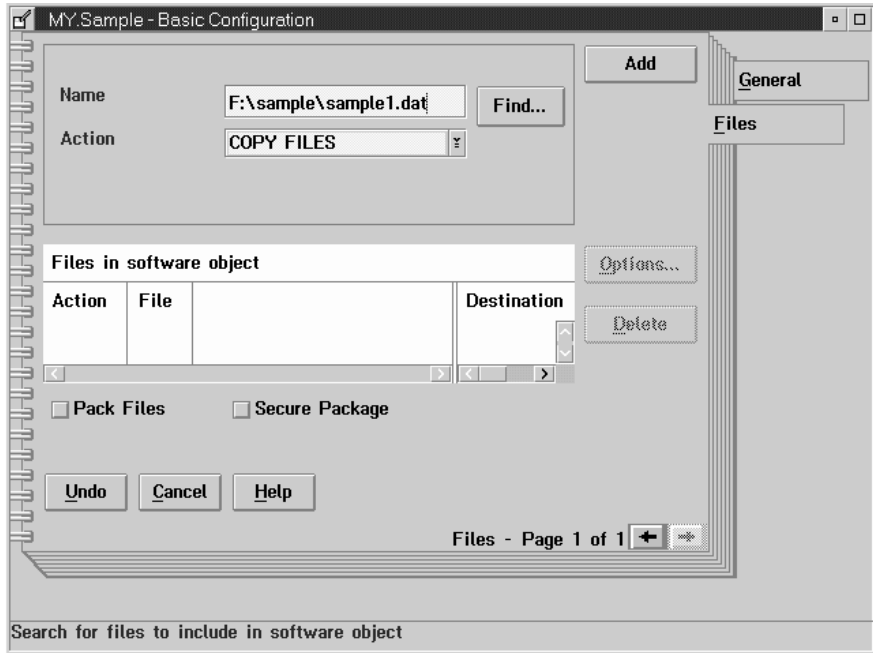 MY.Sample - Basic Configuration
Add
General
Name
F:\sample\sample1.dat
Find...
Files
Action
COPY FILES
Files in software object
Options...
Action File Destination
Delete
Pack Files Secure Package
Undo Cancel Help
Files - Page 1 of 1
Search for files to include in software object